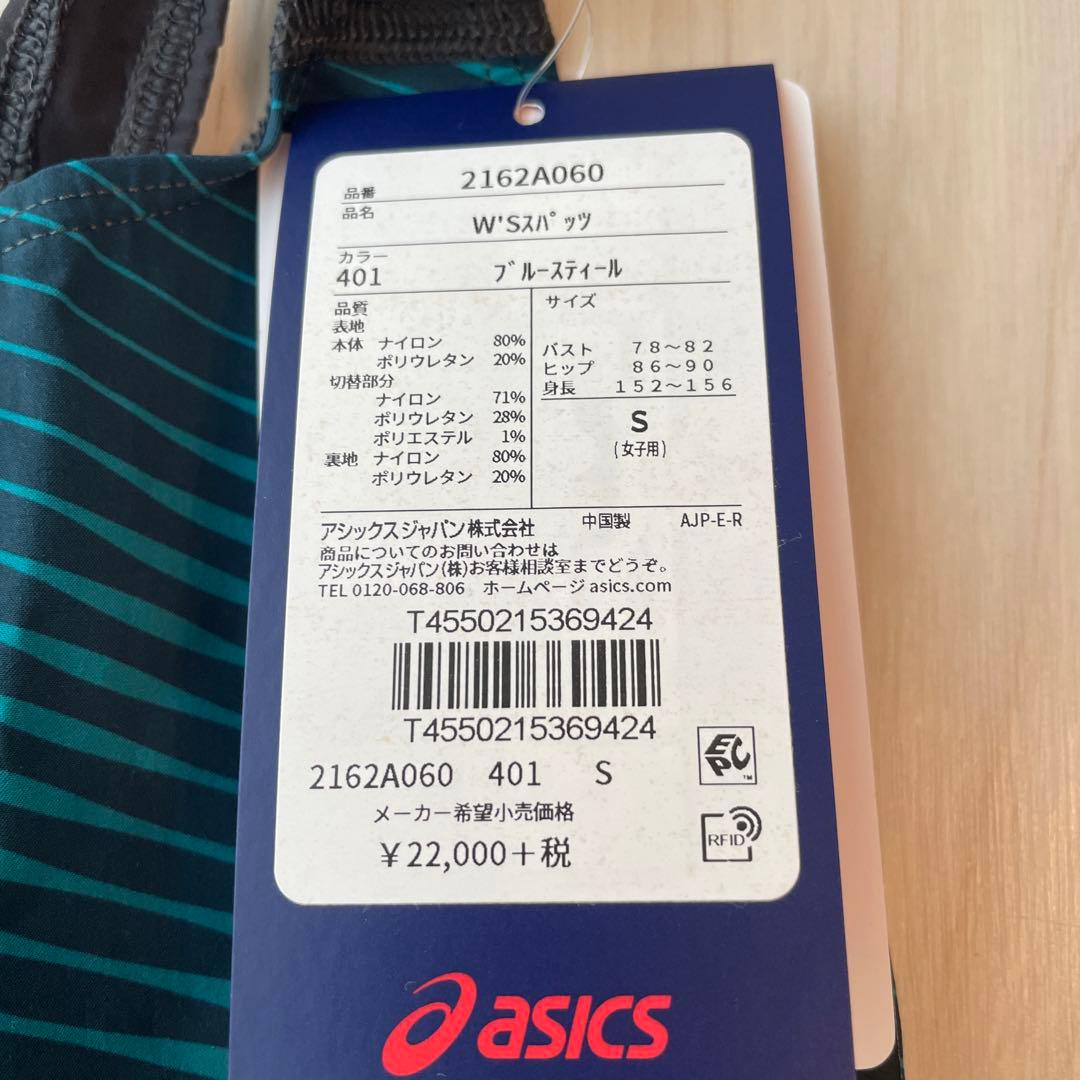 品番 2162A060
品名 W'Sｽﾊﾟｯﾂ
カラー
401 ﾌﾞﾙｰｽティール
品質
表地
本体 ナイロン 80%
ポリウレタン 20%
切替部分
ナイロン 71%
ポリウレタン 28%
ポリエステル 1%
裏地 ナイロン 80%
ポリウレタン 20%
サイズ
バスト 78～82
ヒップ 86～90
身長 152～156
S
(女子用)
アシックスジャパン株式会社 中国製 AJP-E-R
商品についてのお問い合わせは
アシックスジャパン(株)お客様相談室までどうぞ。
TEL 0120-068-806 ホームページ asics.com
T4550215369424
T4550215369424
2162A060 401 S
EPC™
メーカー希望小売価格
RFID
￥22,000＋税
asics